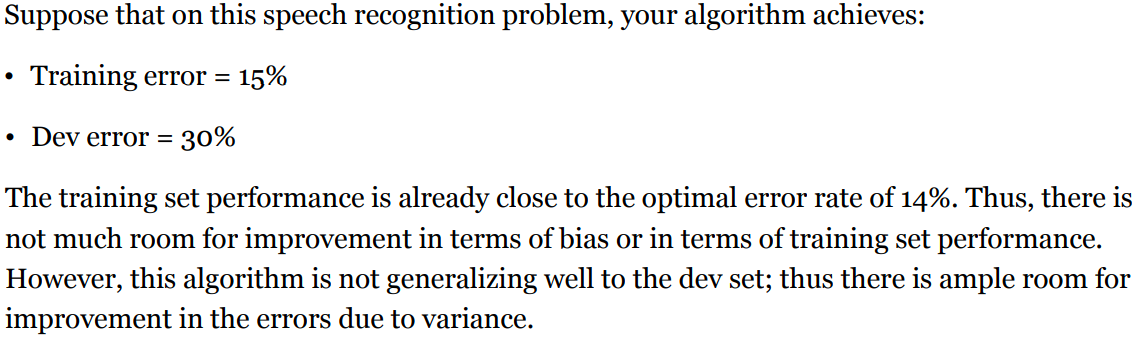 Suppose that on this speech recognition problem, your algorithm achieves:
• Training error = 15%
• Dev error = 30%
The training set performance is already close to the optimal error rate of 14%. Thus, there is
not much room for improvement in terms of bias or in terms of training set performance.
However, this algorithm is not generalizing well to the dev set; thus there is ample room for
improvement in the errors due to variance.